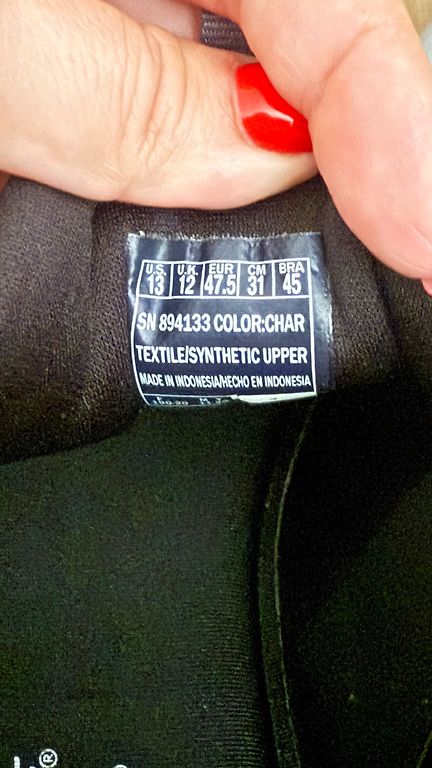 U.S. U.K. EUR CM BRA
13 12 47.5 31 45
SN 894133 COLOR:CHAR
TEXTILE/SYNTHETIC UPPER
MADE IN INDONESIA/HECHO EN INDONESIA